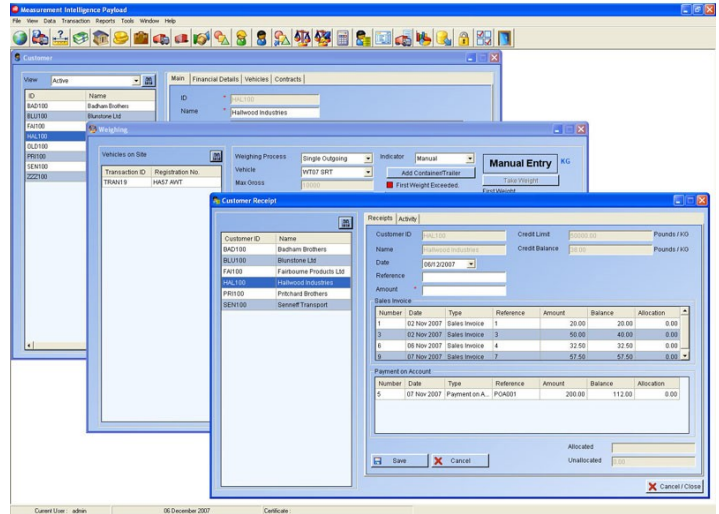 Measurement Intelligence Payload
File View Data Transaction Reports Tools Window Help
Customer
View Active
ID Name
BAD100 Badham Brothers
BLU100 Blunstone Ltd
FAI100
HAL100
OLD100
PRI100
SEN100
ZZZ100
Main Financial Details Vehicles Contracts
ID * HAL100
Name * Hallwood Industries
Weighing
Vehicles on Site
Transaction ID Registration No.
TRAN19 HA57 AWT
Weighing Process Single Outgoing Indicator Manual
Vehicle WT07 SRT Add Container/Trailer
Max Gross 10000 First Weight Exceeded.
Manual Entry KG
Take Weight
First Weight
Customer Receipt
Customer ID Name
BAD100 Badham Brothers
BLU100 Blunstone Ltd
FAI100 Fairbourne Products Ltd
HAL100 Hallwood Industries
PRI100 Pritchard Brothers
SEN100 Senneff Transport
Receipts Activity
Customer ID HAL100 Credit Limit 50000.00 Pounds / KG
Name Hallwood Industries Credit Balance 38.00 Pounds / KG
Date 06/12/2007
Reference
Amount *
Sales Invoice
Number Date Type Reference Amount Balance Allocation
1 02 Nov 2007 Sales Invoice 1 20.00 20.00 0.00
3 02 Nov 2007 Sales Invoice 3 50.00 40.00 0.00
6 06 Nov 2007 Sales Invoice 4 32.50 32.50 0.00
9 07 Nov 2007 Sales Invoice 7 57.50 57.50 0.00
Payment on Account
Number Date Type Reference Amount Balance Allocation
5 07 Nov 2007 Payment on A... POA001 200.00 112.00 0.00
Allocated
Save Cancel Unallocated 0.00
Cancel / Close
Current User : admin 06 December 2007 Certificate :